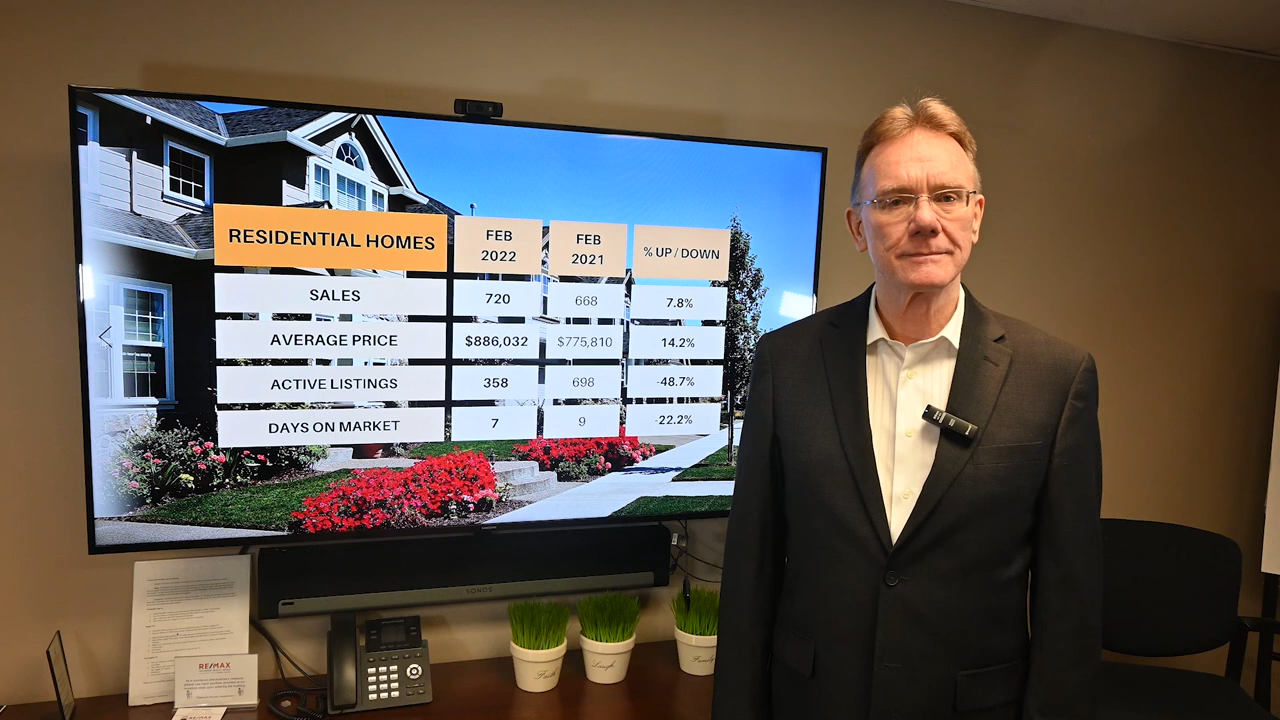 RESIDENTIAL HOMES
FEB 2022
FEB 2021
% UP / DOWN
SALES
720
668
7.8%
AVERAGE PRICE
$886,032
$775,810
14.2%
ACTIVE LISTINGS
358
698
-48.7%
DAYS ON MARKET
7
9
-22.2%
SONOS
RE/MAX
Faith
Laugh
Family
RE/MAX